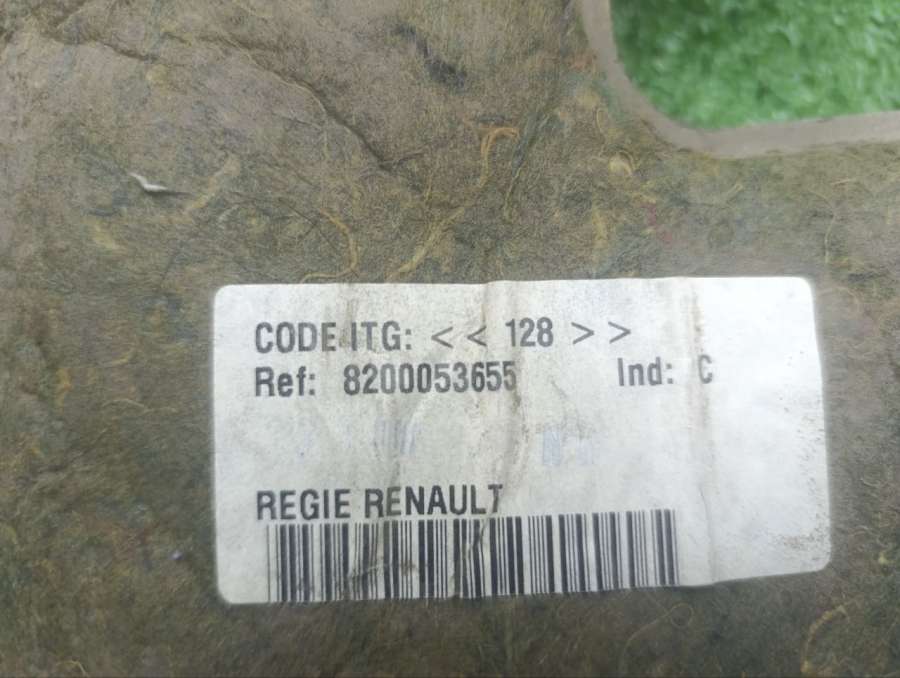 CODE ITG: < < 128 > >
Ref: 8200053655 Ind: C
REGIE RENAULT